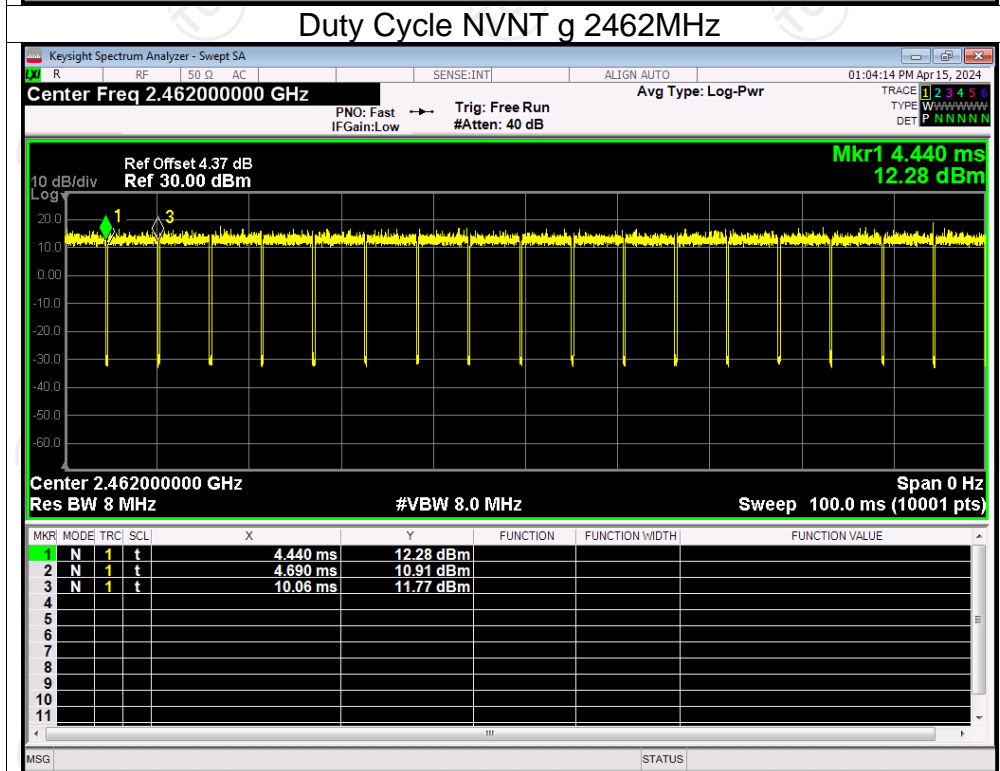 Duty Cycle NVNT g 2462MHz
Keysight Spectrum Analyzer - Swept SA
LXI R RF 50 Ω AC SENSE:INT ALIGN AUTO 01:04:14 PM Apr 15, 2024
Center Freq 2.462000000 GHz
PNO: Fast
IFGain:Low
Trig: Free Run
#Atten: 40 dB
Avg Type: Log-Pwr
TRACE 1 2 3 4 5 6
TYPE WWWWWW
DET P N N N N N
Mkr1 4.440 ms
12.28 dBm
Ref Offset 4.37 dB
Ref 30.00 dBm
10 dB/div
Log
1 3
20.0
10.0
0.00
-10.0
-20.0
-30.0
-40.0
-50.0
-60.0
Center 2.462000000 GHz Span 0 Hz
Res BW 8 MHz #VBW 8.0 MHz Sweep 100.0 ms (10001 pts)
MKR MODE TRC SCL X Y FUNCTION FUNCTION WIDTH FUNCTION VALUE
1 N 1 t 4.440 ms 12.28 dBm
2 N 1 t 4.690 ms 10.91 dBm
3 N 1 t 10.06 ms 11.77 dBm
4
5
6
7
8
9
10
11
MSG STATUS